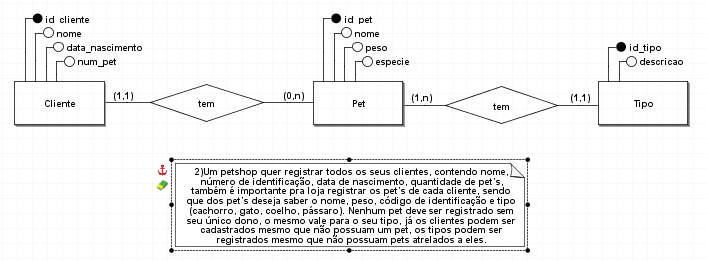 id_cliente
nome
data_nascimento
num_pet
Cliente
(1,1)
tem
(0,n)
id_pet
nome
peso
especie
Pet
(1,n)
tem
(1,1)
id_tipo
descricao
Tipo
2)Um petshop quer registrar todos os seus clientes, contendo nome,
número de identificação, data de nascimento, quantidade de pet's,
também é importante pra loja registrar os pet's de cada cliente, sendo
que dos pet's deseja saber o nome, peso, código de identificação e tipo
(cachorro, gato, coelho, pássaro). Nenhum pet deve ser registrado sem
seu único dono, o mesmo vale para o seu tipo, já os clientes podem ser
cadastrados mesmo que não possuam um pet, os tipos podem ser
registrados mesmo que não possuam pets atrelados a eles.